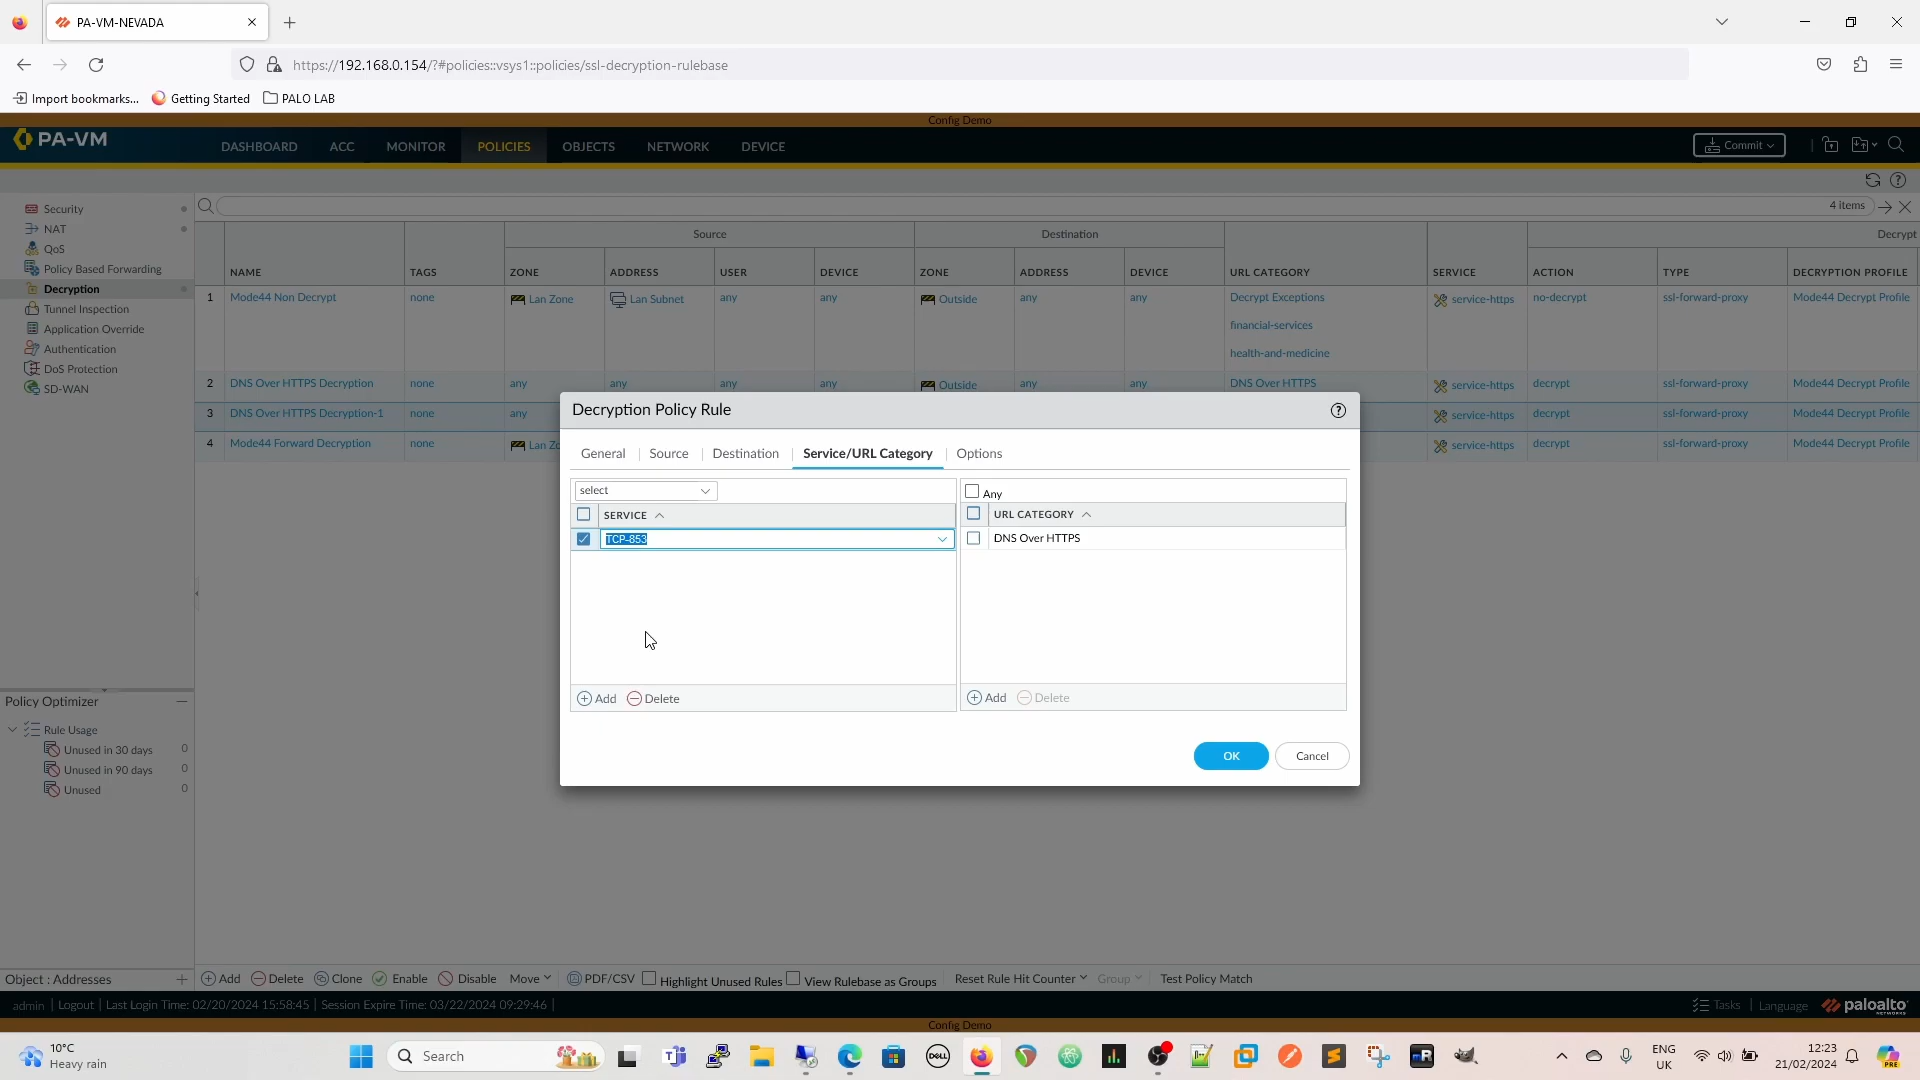 PA-VM-NEVADA
https://192.168.0.154/?#policies::vsys1::policies/ssl-decryption-rulebase
Import bookmarks... Getting Started PALO LAB
Config Demo
PA-VM DASHBOARD ACC MONITOR POLICIES OBJECTS NETWORK DEVICE Commit
4 items
Security
NAT
QoS
Policy Based Forwarding
Decryption
Tunnel Inspection
Application Override
Authentication
DoS Protection
SD-WAN
Source Destination Decrypt
NAME TAGS ZONE ADDRESS USER DEVICE ZONE ADDRESS DEVICE URL CATEGORY SERVICE ACTION TYPE DECRYPTION PROFILE
1 Mode44 Non Decrypt none Lan Zone Lan Subnet any any Outside any any Decrypt Exceptions service-https no-decrypt ssl-forward-proxy Mode44 Decrypt Profile
financial-services
health-and-medicine
2 DNS Over HTTPS Decryption none any any any any Outside any any DNS Over HTTPS service-https decrypt ssl-forward-proxy Mode44 Decrypt Profile
3 DNS Over HTTPS Decryption-1 none any service-https decrypt ssl-forward-proxy Mode44 Decrypt Profile
4 Mode44 Forward Decryption none Lan Zo service-https decrypt ssl-forward-proxy Mode44 Decrypt Profile
Decryption Policy Rule
General Source Destination Service/URL Category Options
select Any
SERVICE URL CATEGORY
TCP-853 DNS Over HTTPS
Add Delete Add Delete
OK Cancel
Policy Optimizer
Rule Usage
Unused in 30 days 0
Unused in 90 days 0
Unused 0
Object : Addresses
Add Delete Clone Enable Disable Move PDF/CSV Highlight Unused Rules View Rulebase as Groups Reset Rule Hit Counter Group Test Policy Match
admin | Logout | Last Login Time: 02/20/2024 15:58:45 | Session Expire Time: 03/22/2024 09:29:46 |
Tasks | Language paloalto NETWORKS
Config Demo
10°C
Heavy rain
Search
DELL
mR
ENG
UK
12:23
21/02/2024
PRE